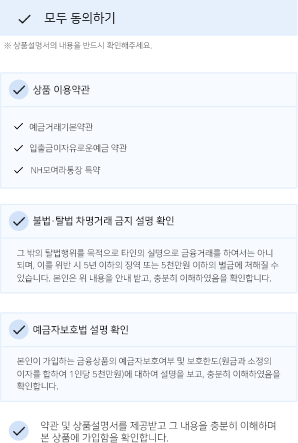 모두 동의하기
※ 상품설명서의 내용을 반드시 확인해주세요.
상품 이용약관
예금거래기본약관
입출금이자유로운예금 약관
NH모여라통장 특약
불법·탈법 차명거래 금지 설명 확인
그 밖의 탈법행위를 목적으로 타인의 실명으로 금융거래를 하여서는 아니
되며, 이를 위반 시 5년 이하의 징역 또는 5천만원 이하의 벌금에 처해질 수
있습니다. 본인은 위 내용을 안내 받고, 충분히 이해하였음을 확인합니다.
예금자보호법 설명 확인
본인이 가입하는 금융상품의 예금자보호여부 및 보호한도(원금과 소정의
이자를 합하여 1인당 5천만원)에 대하여 설명을 보고, 충분히 이해하였음을
확인합니다.
약관 및 상품설명서를 제공받고 그 내용을 충분히 이해하며
본 상품에 가입함을 확인합니다.